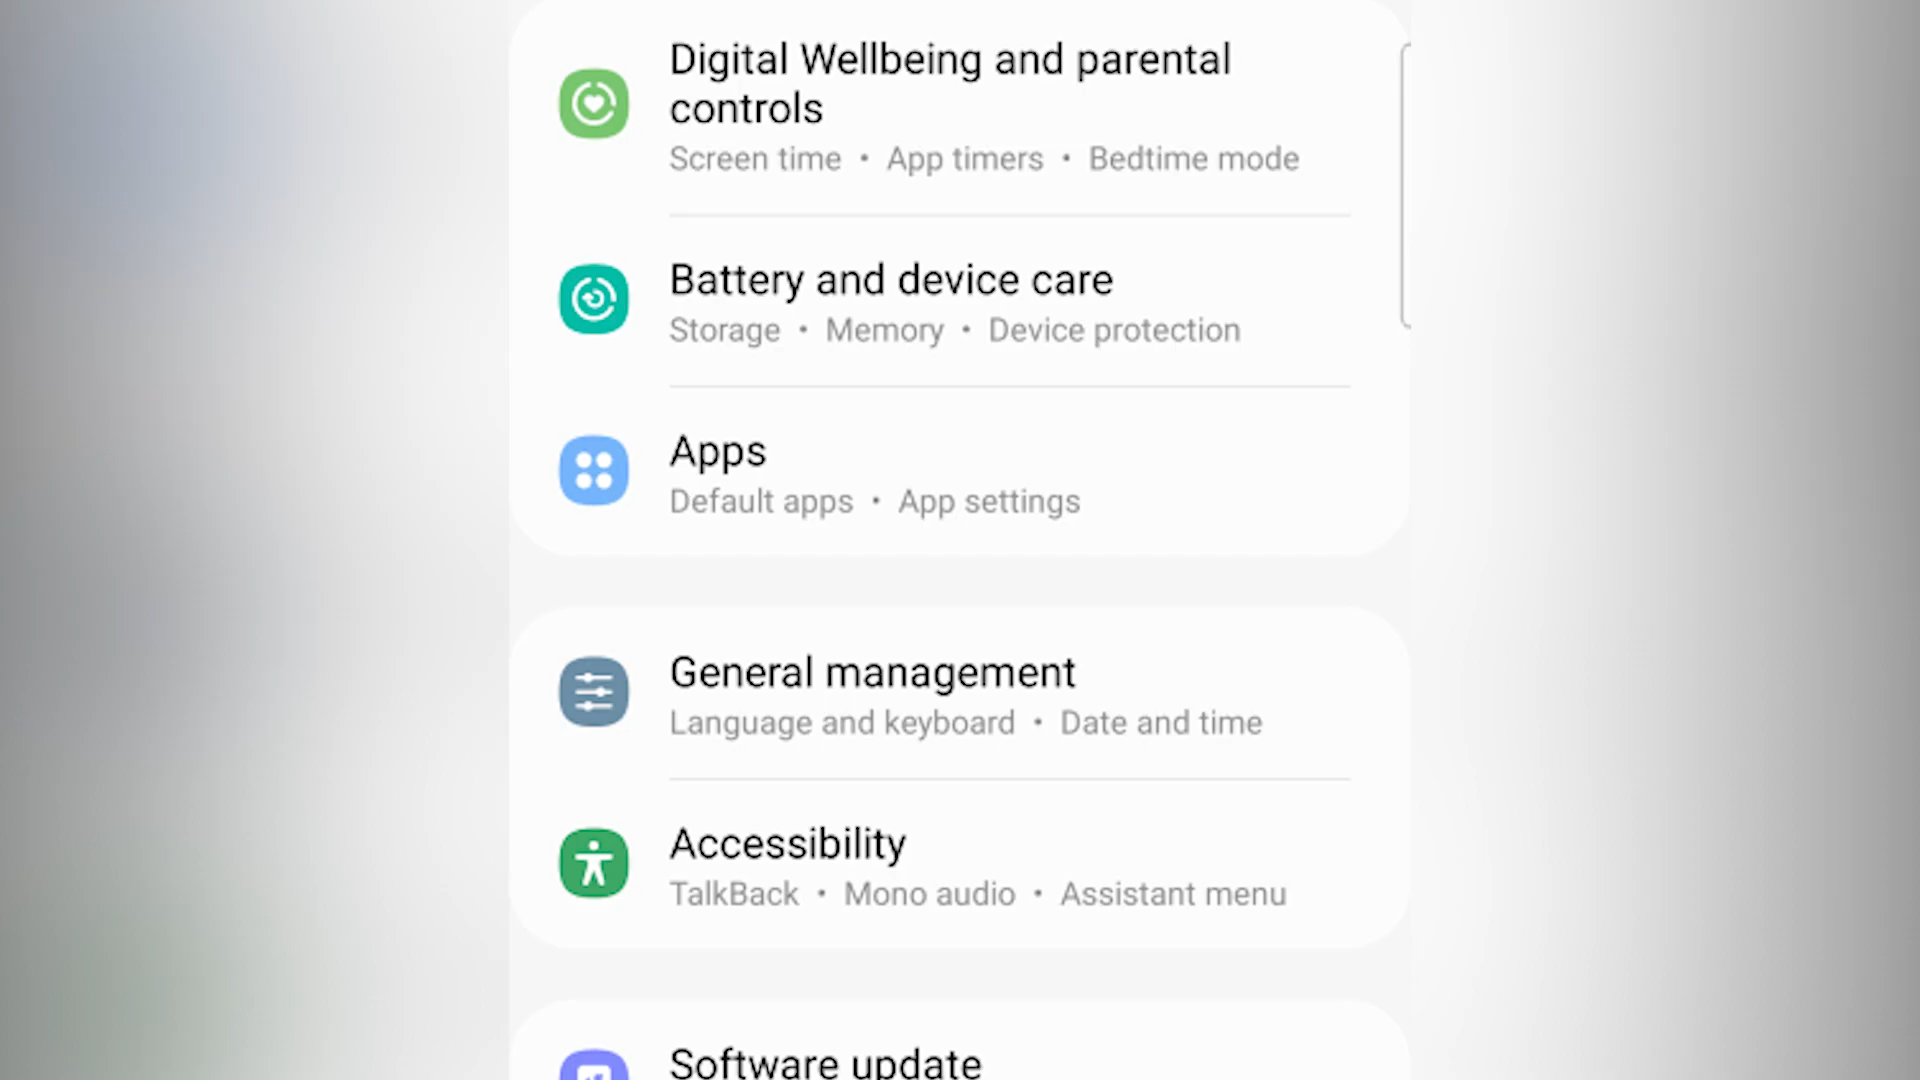 Digital Wellbeing and parental
controls
Screen time • App timers • Bedtime mode
Battery and device care
Storage • Memory • Device protection
Apps
Default apps • App settings
General management
Language and keyboard • Date and time
Accessibility
TalkBack • Mono audio • Assistant menu
Software update